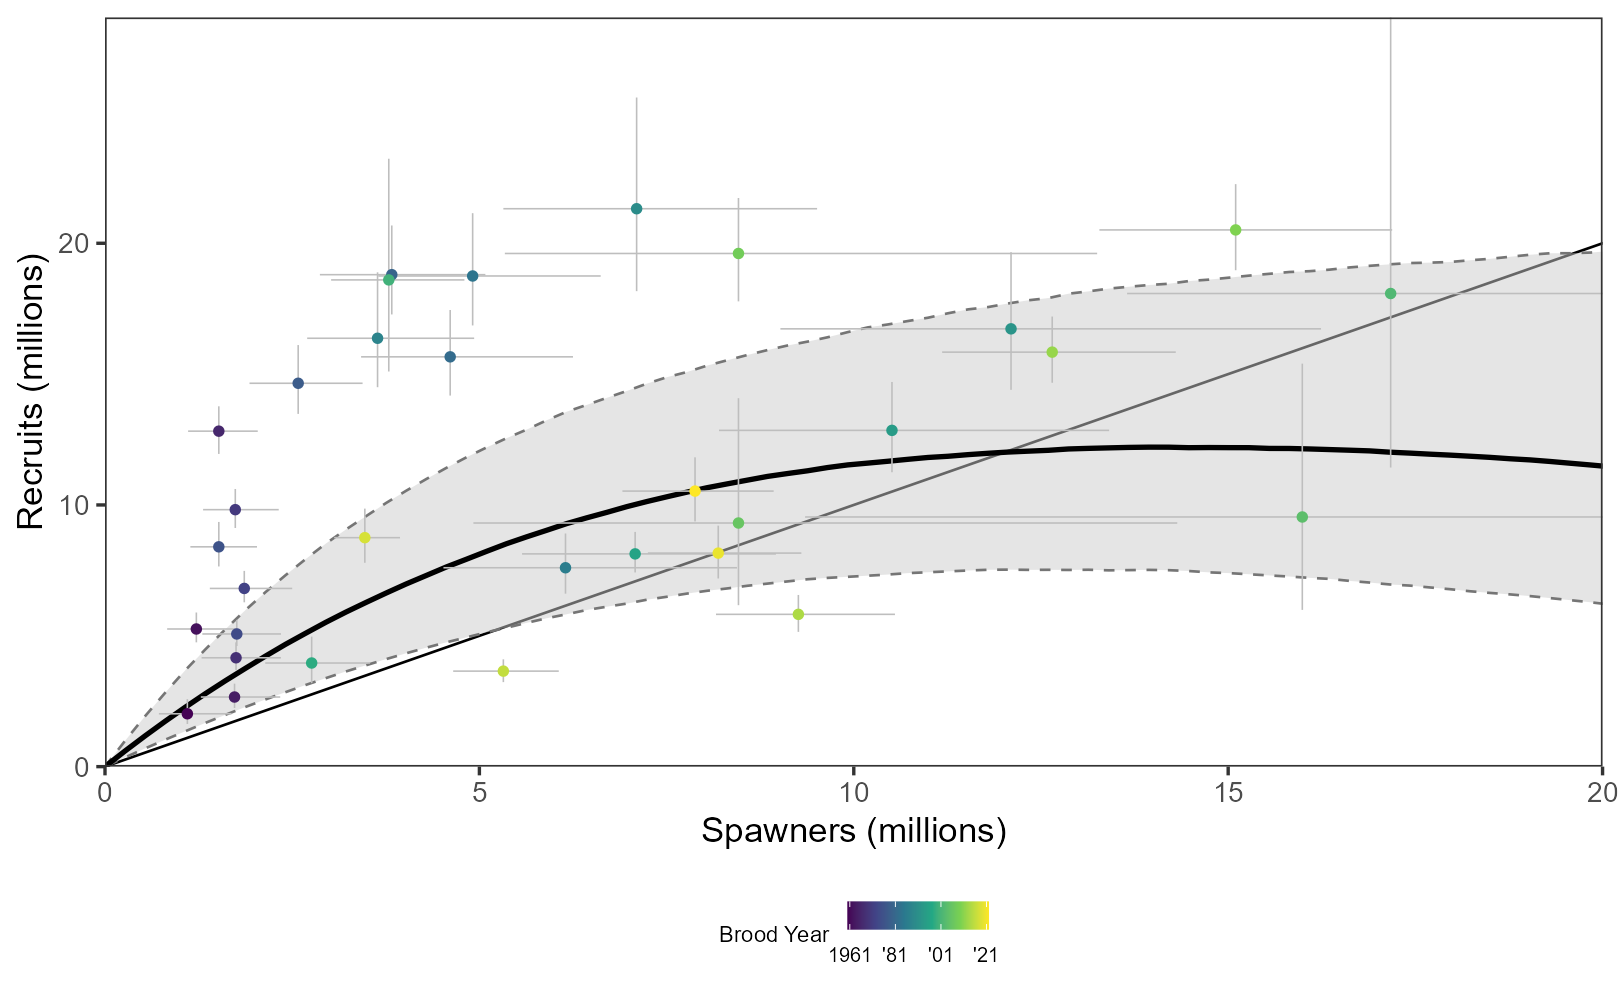 Recruits (millions)
20
10
0
0 5 10 15 20
Spawners (millions)
Brood Year
1961 '81 '01 '21